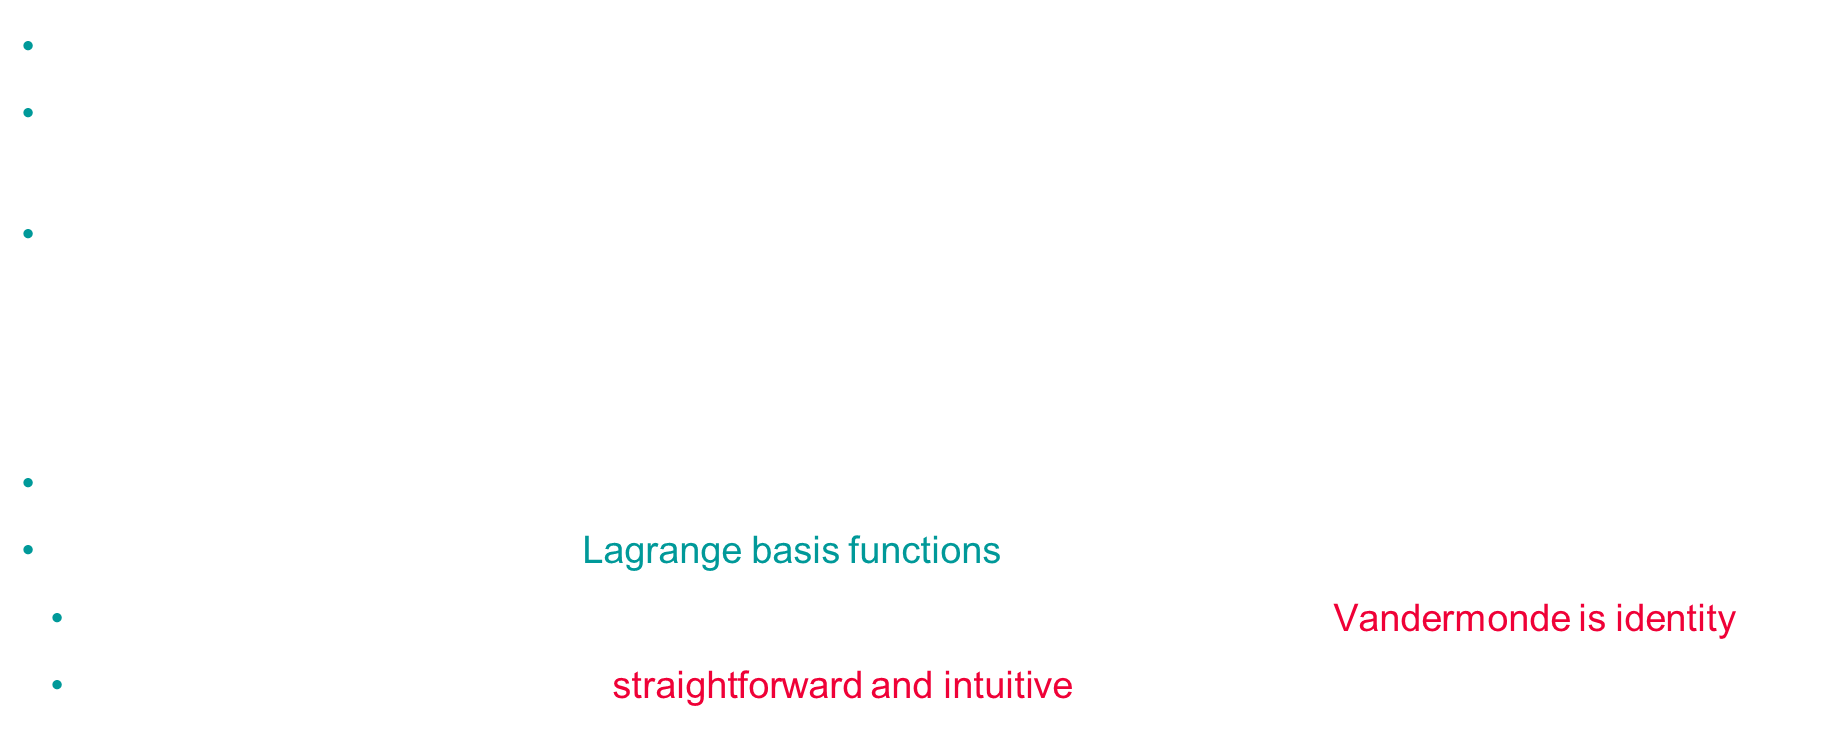 •
•
•
•
• Lagrange basis functions
• Vandermonde is identity
• straightforward and intuitive